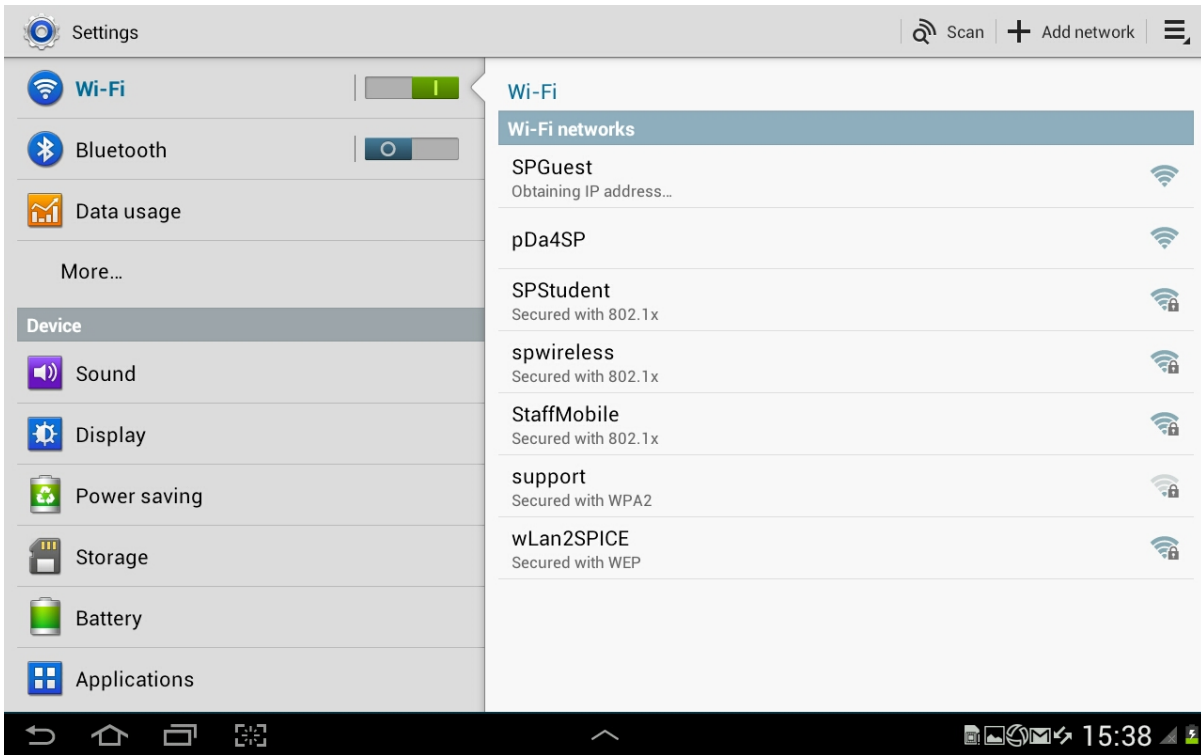 Settings
Scan
Add network
Wi-Fi
Bluetooth
Data usage
More...
Device
Sound
Display
Power saving
Storage
Battery
Applications
Wi-Fi
Wi-Fi networks
SPGuest
Obtaining IP address...
pDa4SP
SPStudent
Secured with 802.1x
spwireless
Secured with 802.1x
StaffMobile
Secured with 802.1x
support
Secured with WPA2
wLan2SPICE
Secured with WEP
15:38